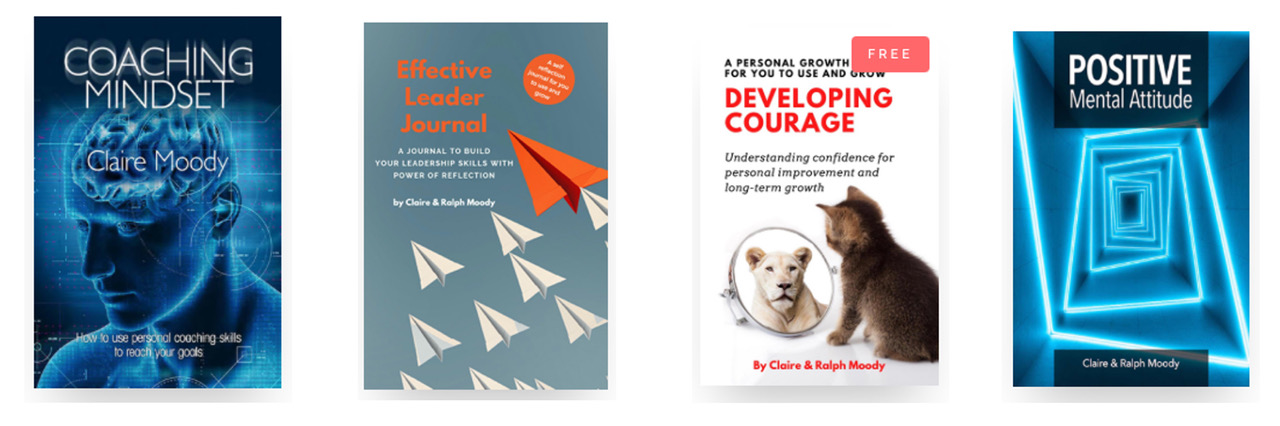 COACHING
MINDSET
Claire Moody
How to use personal coaching skills
to reach your goals
Effective
Leader
Journal
A self
reflection
journal for you
to use and
grow
A JOURNAL TO BUILD
YOUR LEADERSHIP SKILLS WITH
POWER OF REFLECTION
by Claire & Ralph Moody
FREE
A PERSONAL GROWTH
FOR YOU TO USE AND GROW
DEVELOPING
COURAGE
Understanding confidence for
personal improvement and
long-term growth
By Claire & Ralph Moody
POSITIVE
Mental Attitude
Claire & Ralph Moody